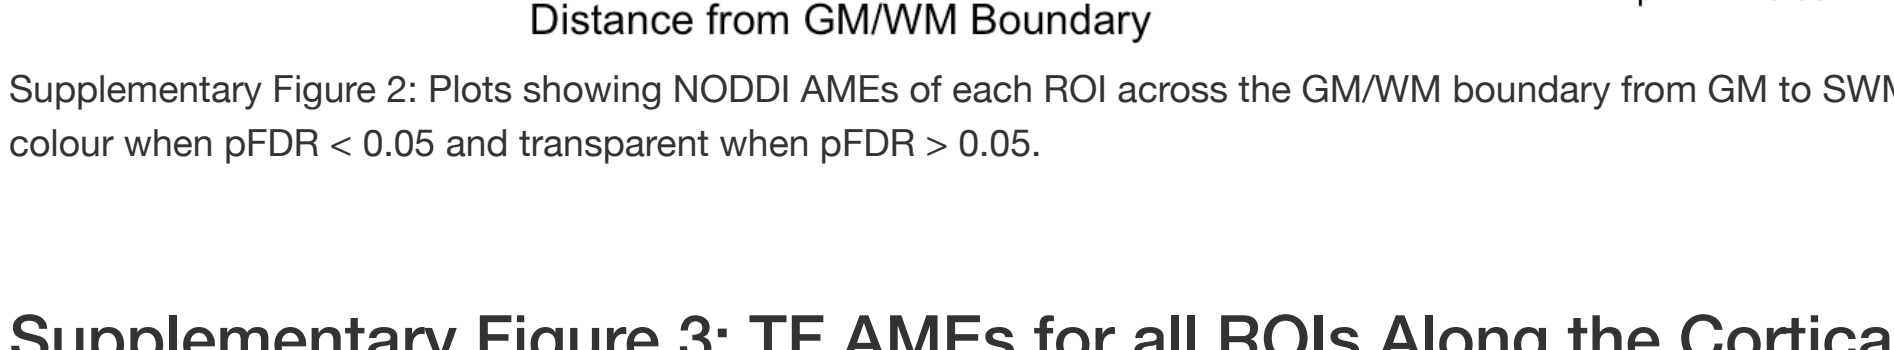 Distance from GM/WM Boundary
Supplementary Figure 2: Plots showing NODDI AMEs of each ROI across the GM/WM boundary from GM to SWM
colour when pFDR < 0.05 and transparent when pFDR > 0.05.
Supplementary Figure 3: TE AMEs for all ROIs Along the Cortica